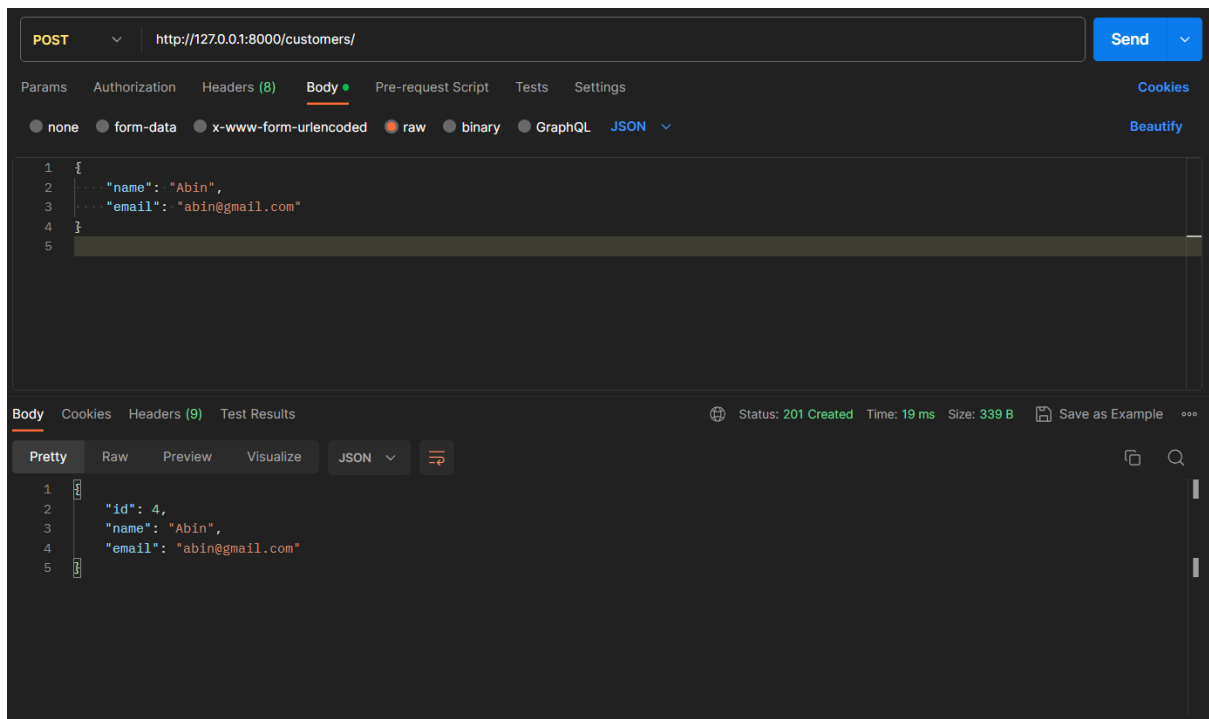 POST http://127.0.0.1:8000/customers/ Send
Params Authorization Headers (8) Body Pre-request Script Tests Settings Cookies
none form-data x-www-form-urlencoded raw binary GraphQL JSON Beautify
1 {
2 "name": "Abin",
3 "email": "abin@gmail.com"
4 }
5
Body Cookies Headers (9) Test Results Status: 201 Created Time: 19 ms Size: 339 B Save as Example
Pretty Raw Preview Visualize JSON
1 {
2 "id": 4,
3 "name": "Abin",
4 "email": "abin@gmail.com"
5 }